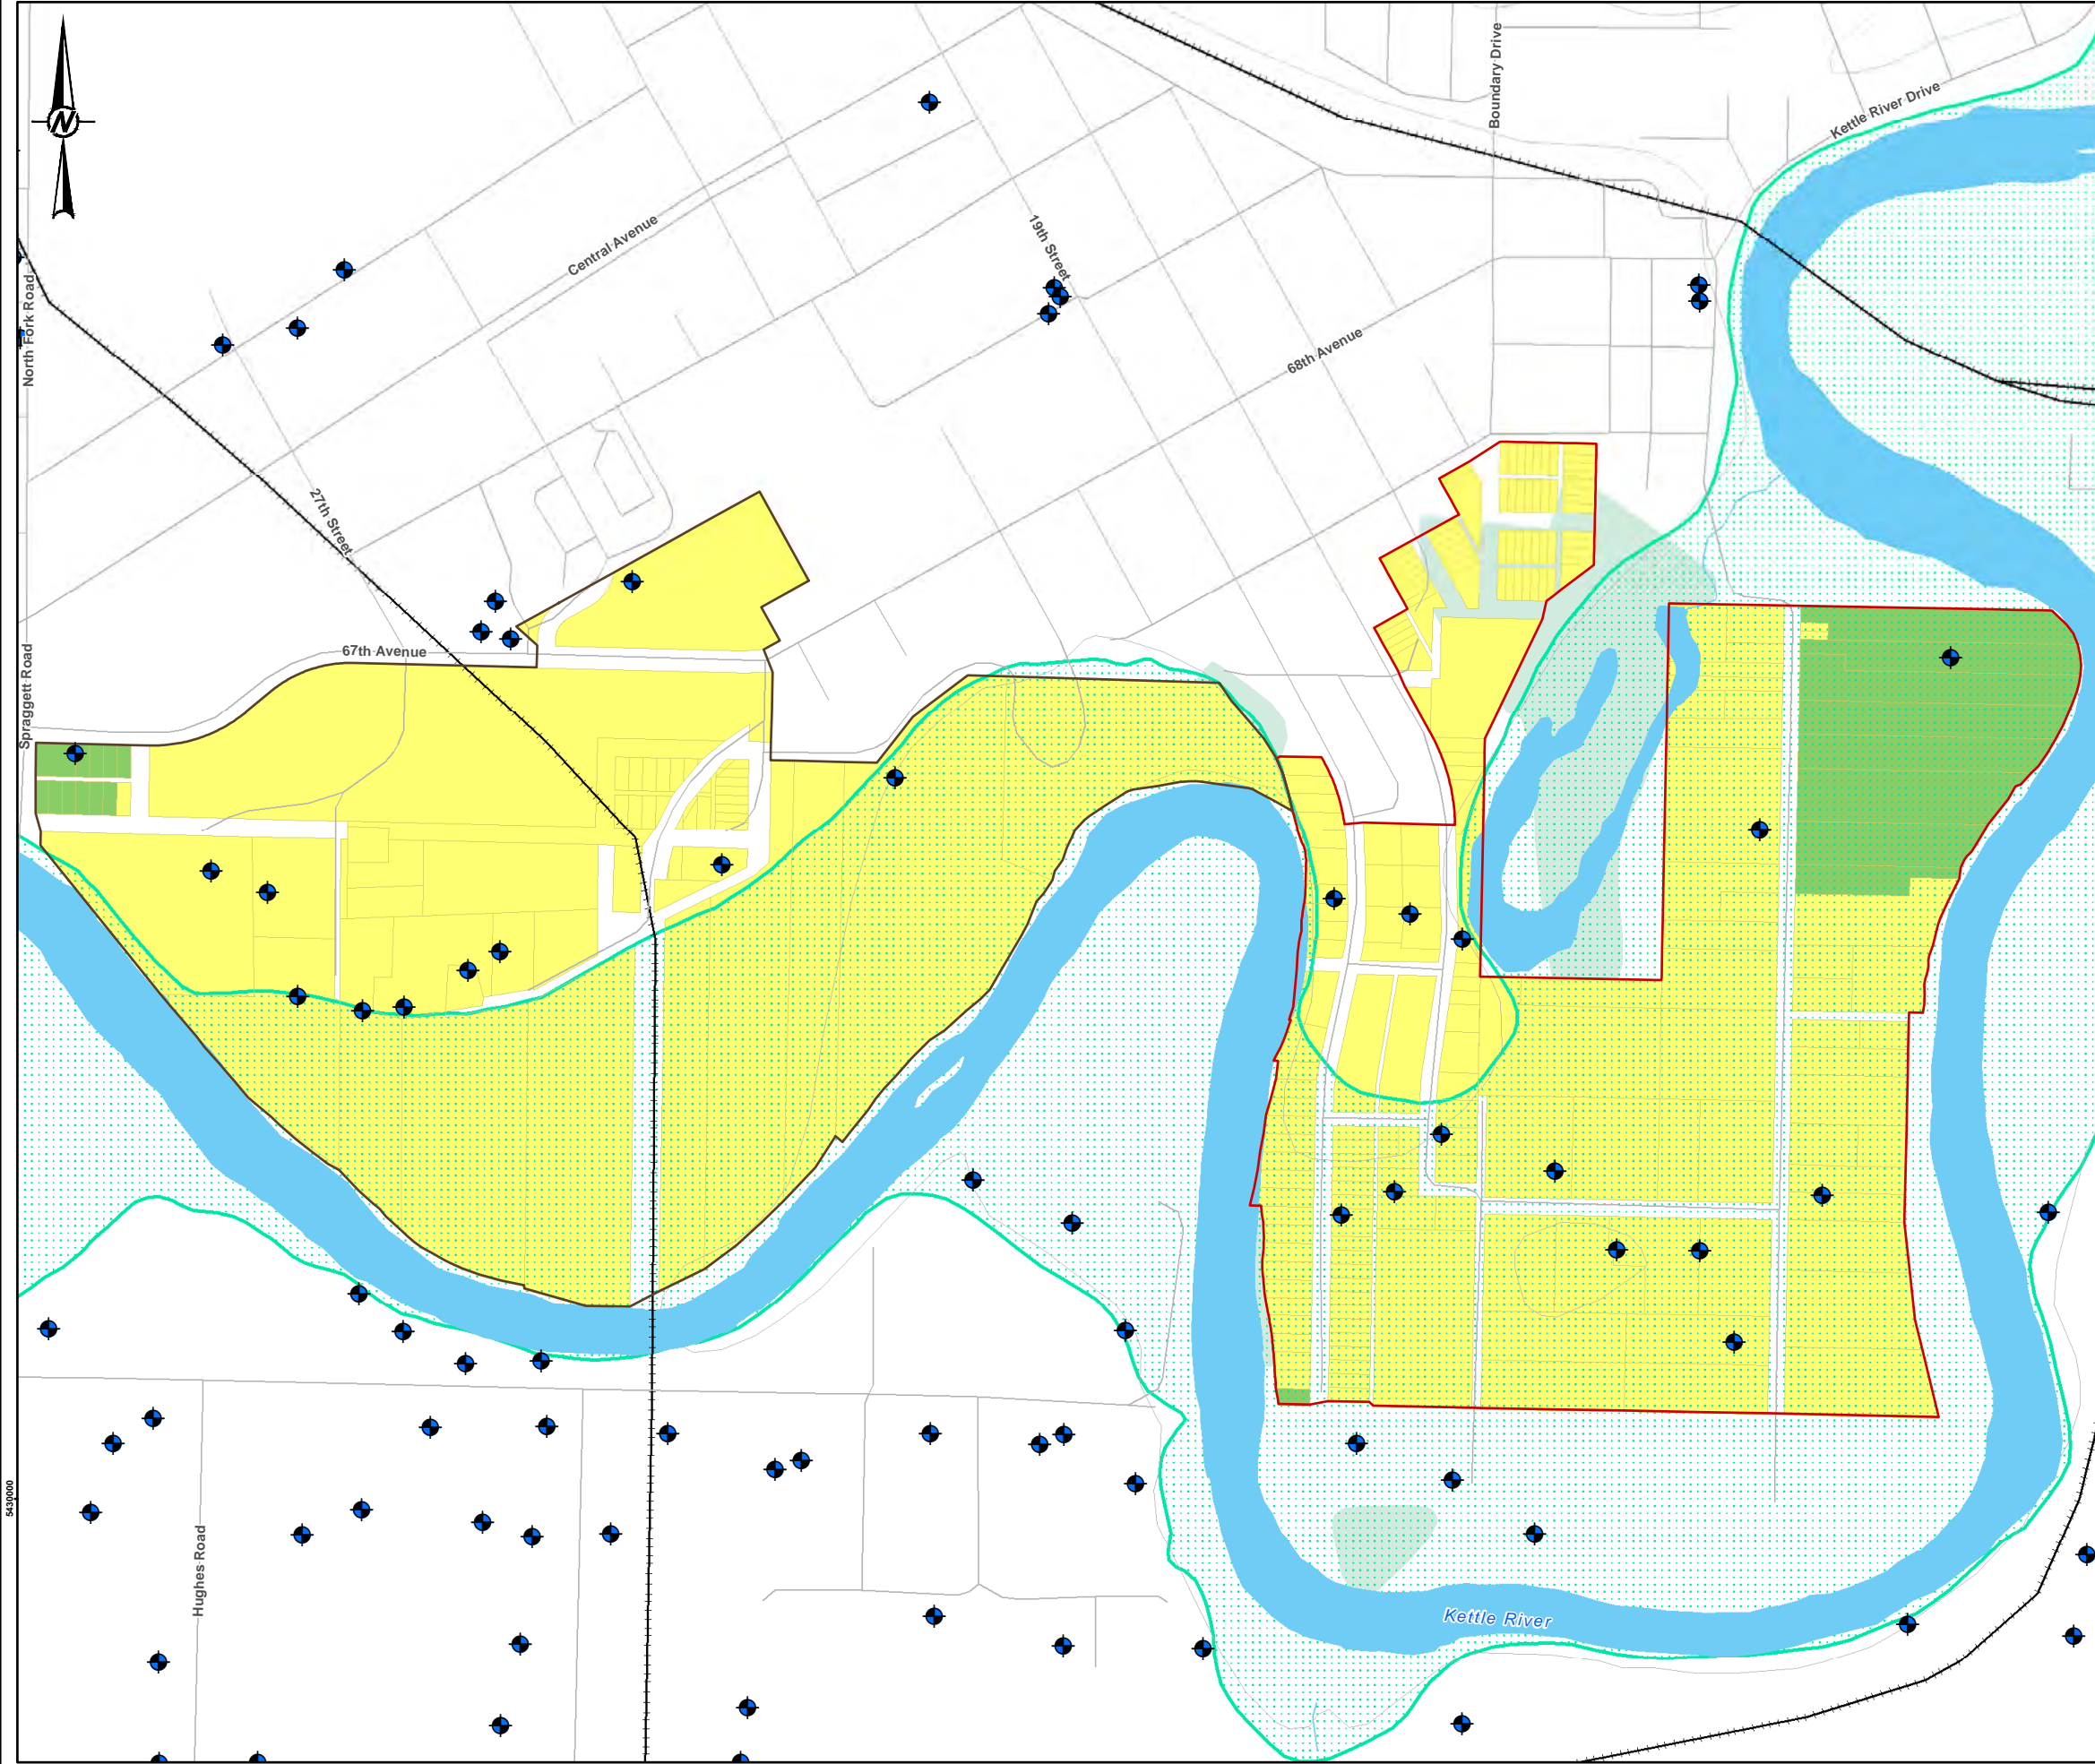 N
Boundary Drive
Kettle River Drive
Central Avenue
19th Street
North Fork Road
68th Avenue
27th Street
67th Avenue
Spraggett Road
5430000
Hughes Road
Kettle River